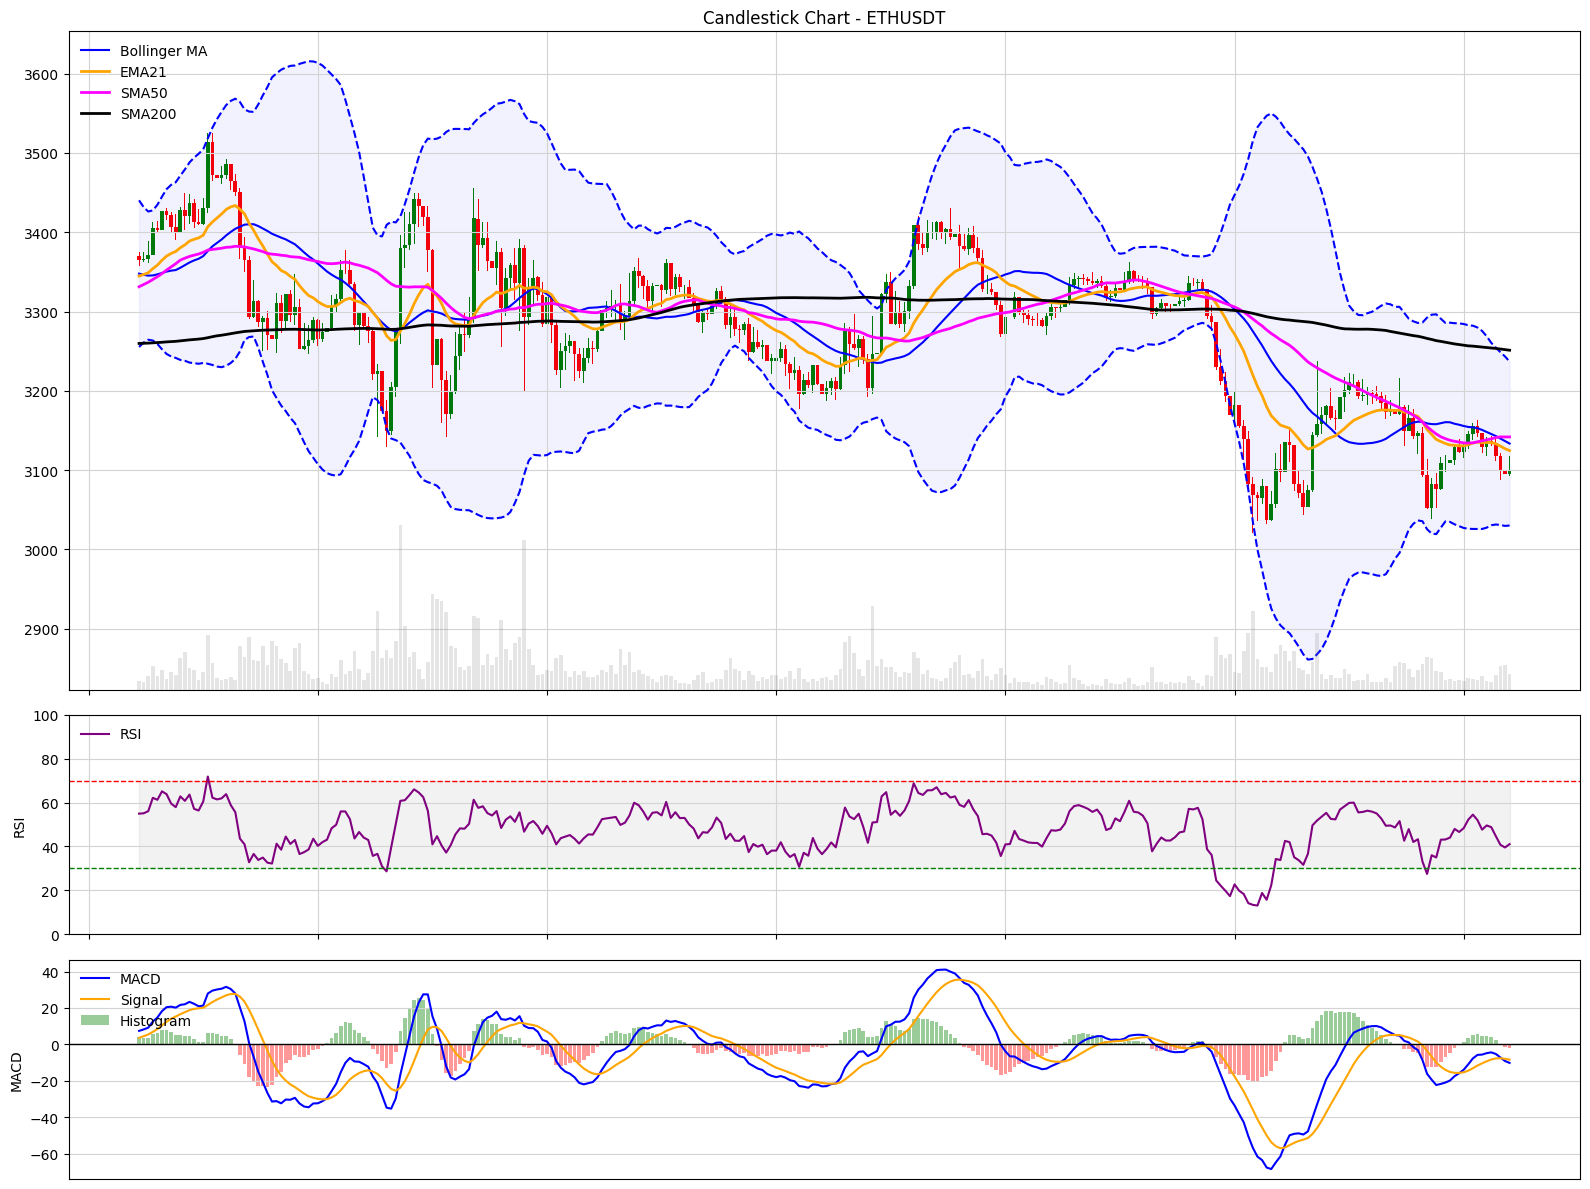 Candlestick Chart - ETHUSDT
Bollinger MA
EMA21
SMA50
SMA200
3600
3500
3400
3300
3200
3100
3000
2900
RSI
100
80
60
40
20
0
RSI
MACD
Signal
Histogram
40
20
0
−20
−40
−60
MACD